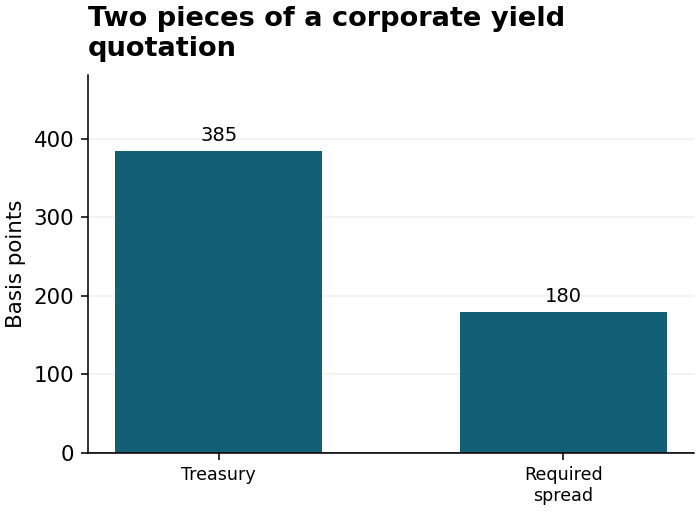 Two pieces of a corporate yield
quotation
Basis points
400
300
200
100
0
385
180
Treasury
Required
spread